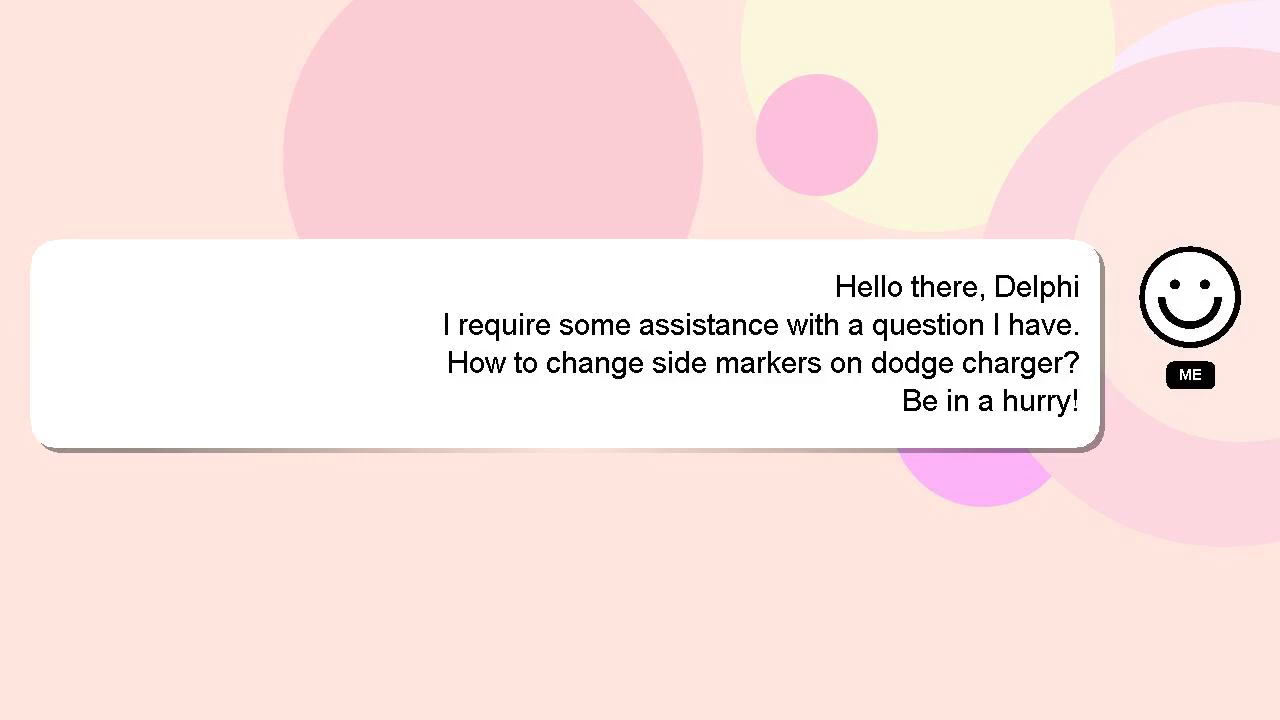 Hello there, Delphi
I require some assistance with a question I have.
How to change side markers on dodge charger?
Be in a hurry!
ME